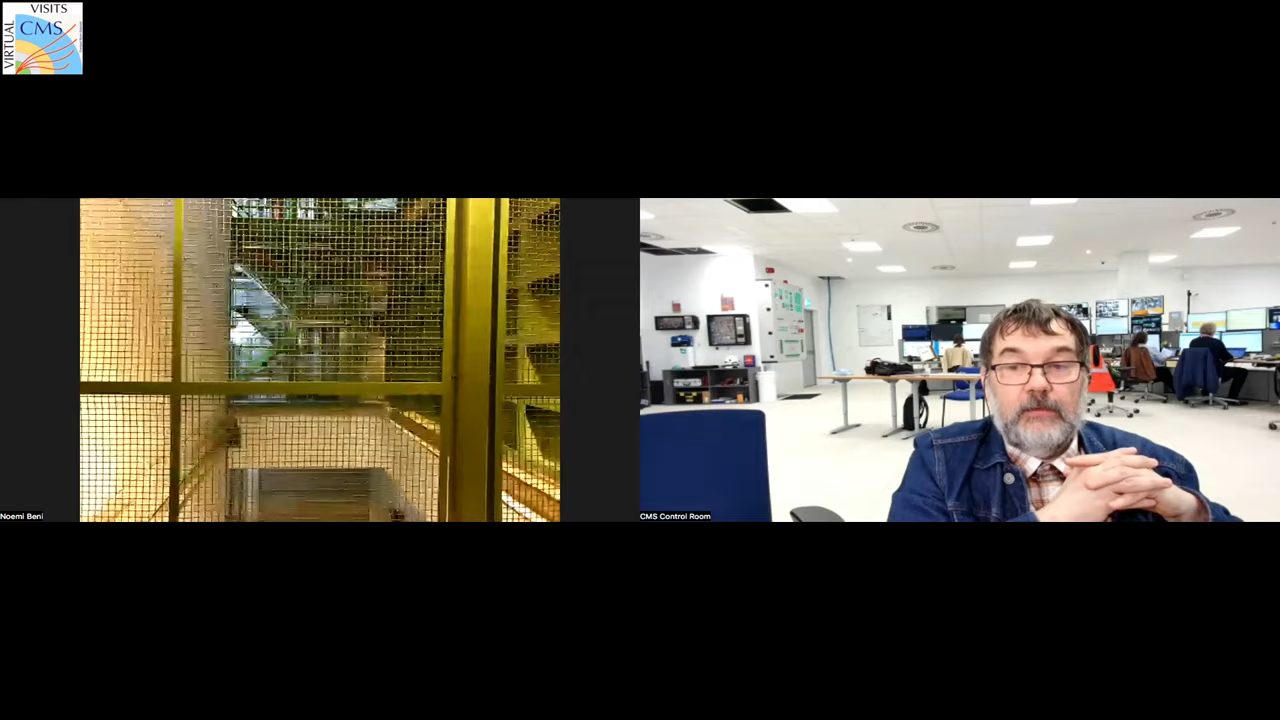 VISITS
CMS
VIRTUAL
Noemi Beni
CMS Control Room